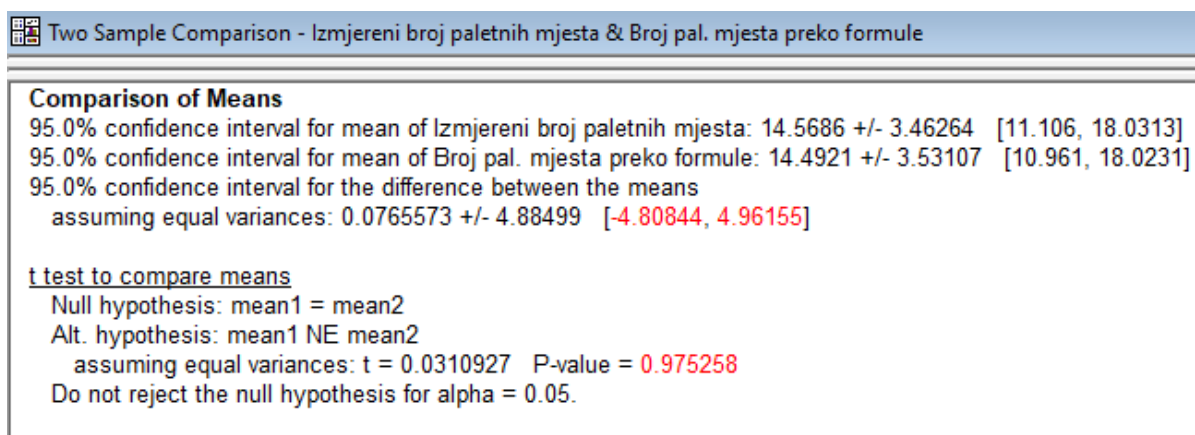 Two Sample Comparison - Izmjereni broj paletnih mjesta & Broj pal. mjesta preko formule
Comparison of Means
95.0% confidence interval for mean of Izmjereni broj paletnih mjesta: 14.5686 +/- 3.46264 [11.106, 18.0313]
95.0% confidence interval for mean of Broj pal. mjesta preko formule: 14.4921 +/- 3.53107 [10.961, 18.0231]
95.0% confidence interval for the difference between the means
assuming equal variances: 0.0765573 +/- 4.88499 [-4.80844, 4.96155]
t test to compare means
Null hypothesis: mean1 = mean2
Alt. hypothesis: mean1 NE mean2
assuming equal variances: t = 0.0310927 P-value = 0.975258
Do not reject the null hypothesis for alpha = 0.05.